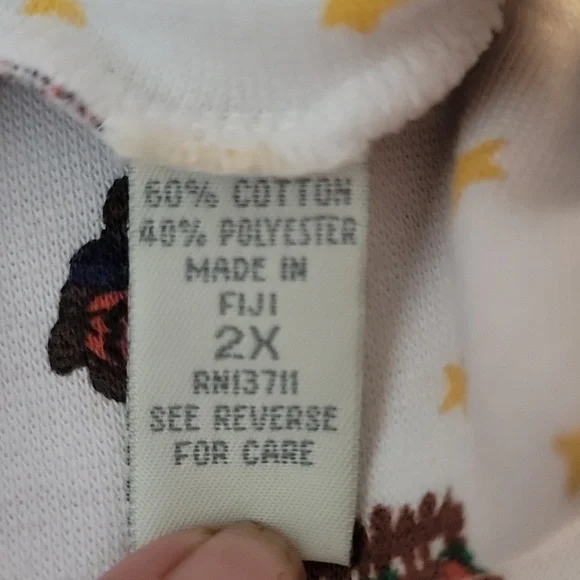 60% COTTON
40% POLYESTER
MADE IN
FIJI
2X
RN13711
SEE REVERSE
FOR CARE